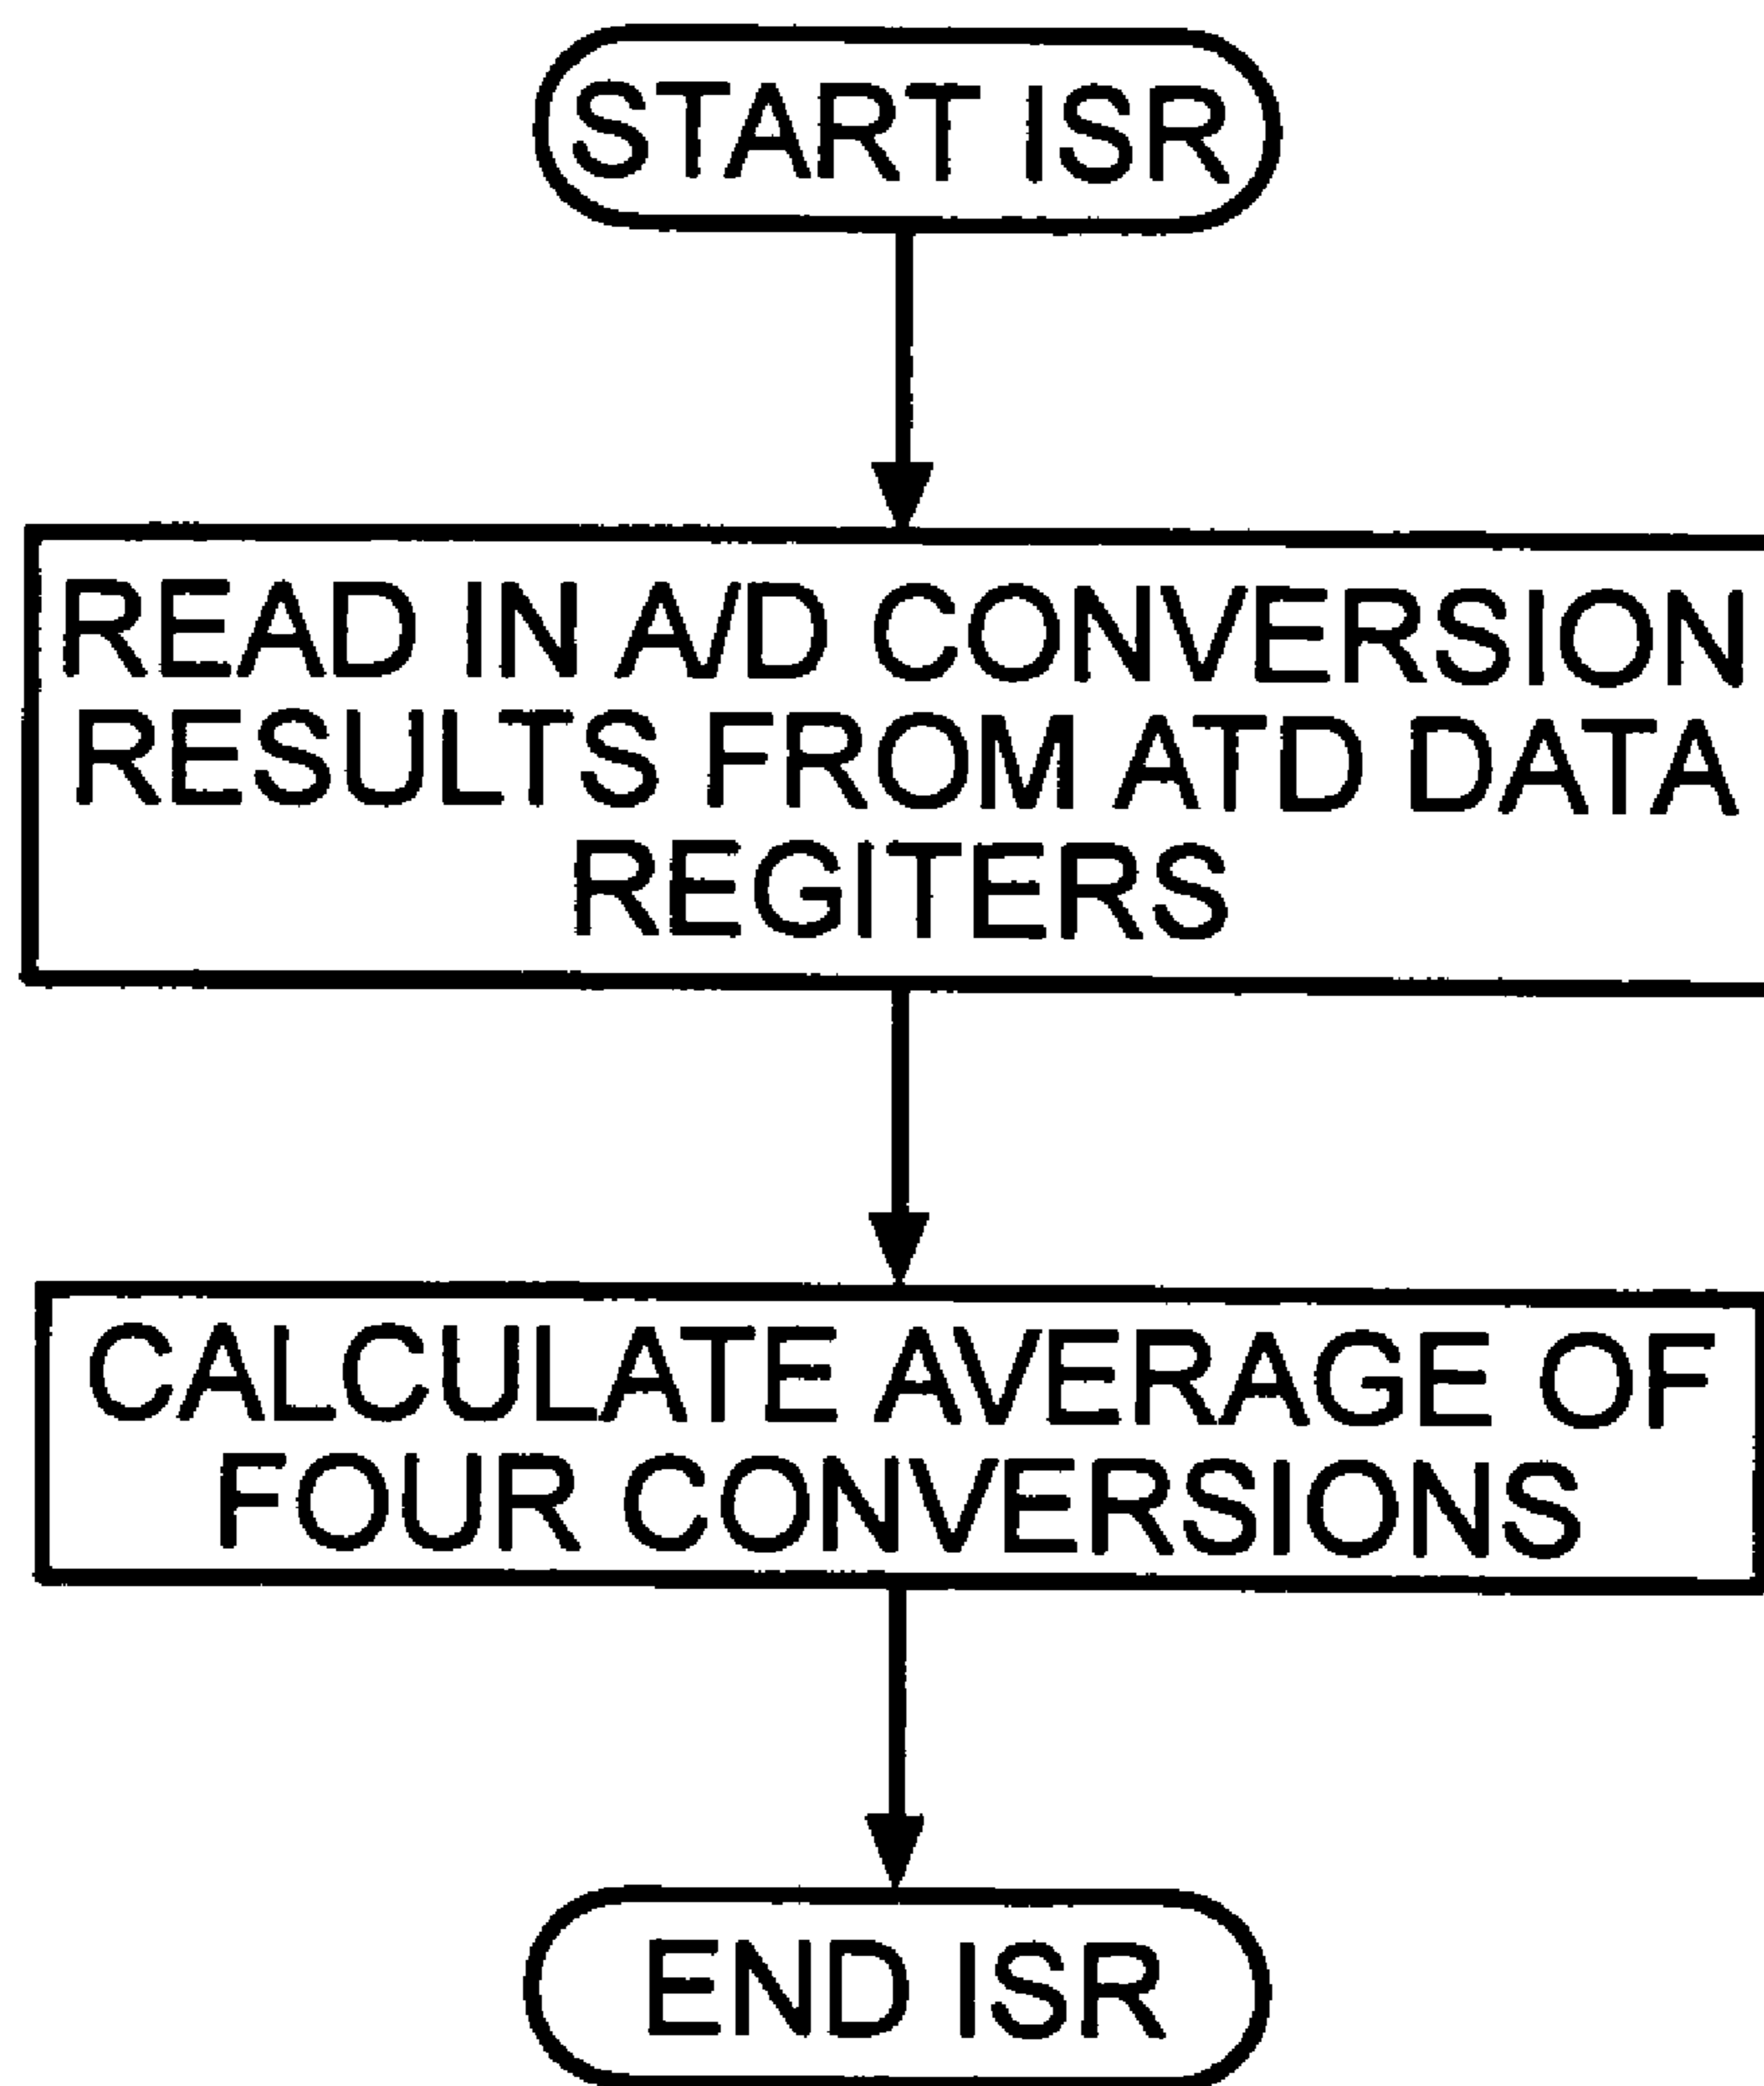 START ISR
READ IN A/D CONVERSION
RESULTS FROM ATD DATA
REGITERS
CALCULATE AVERAGE OF
FOUR CONVERSIONS
END ISR